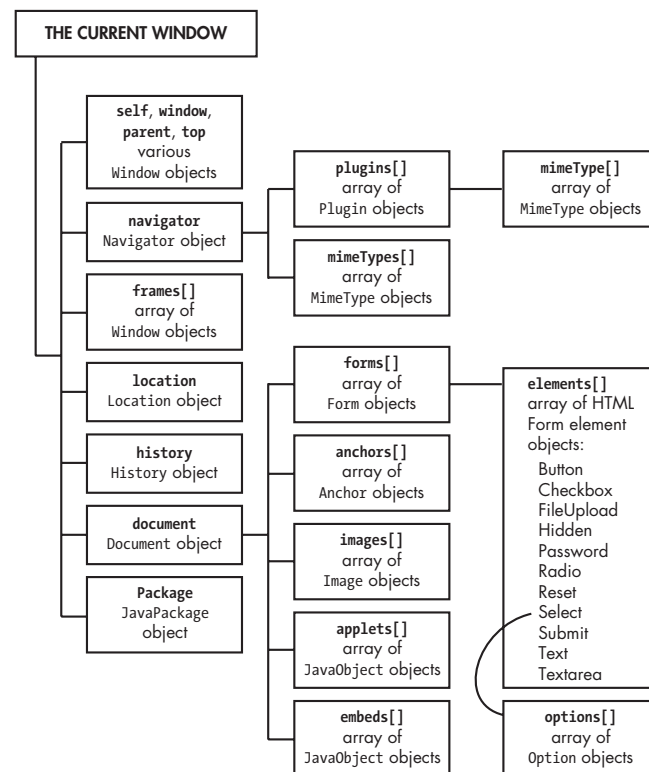 THE CURRENT WINDOW
self, window,
parent, top
various
Window objects
navigator
Navigator object
frames[]
array of
Window objects
location
Location object
history
History object
document
Document object
Package
JavaPackage
object
plugins[]
array of
Plugin objects
mimeTypes[]
array of
MimeType objects
mimeType[]
array of
MimeType objects
forms[]
array of
Form objects
anchors[]
array of
Anchor objects
images[]
array of
Image objects
applets[]
array of
JavaObject objects
embeds[]
array of
JavaObject objects
elements[]
array of HTML
Form element
objects:
Button
Checkbox
FileUpload
Hidden
Password
Radio
Reset
Select
Submit
Text
Textarea
options[]
array of
Option objects